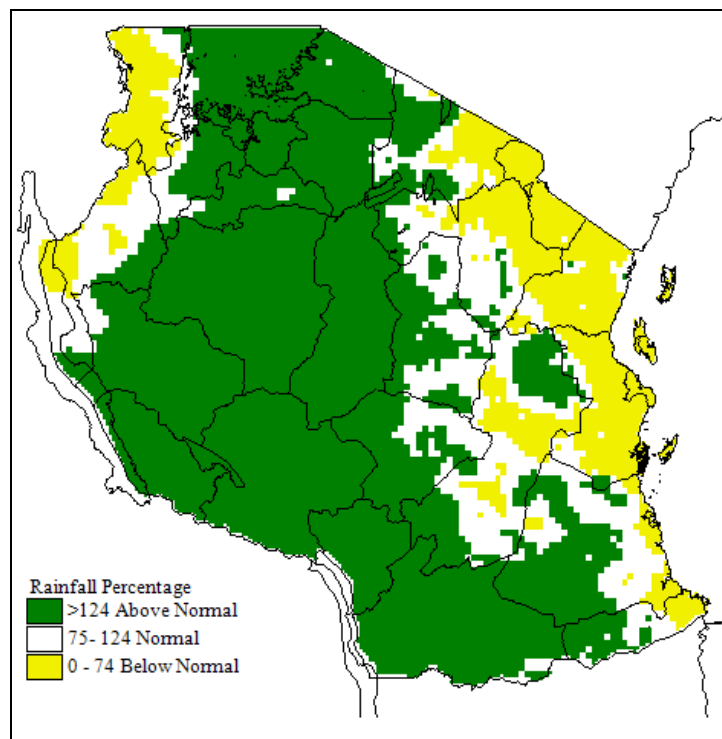 Rainfall Percentage
>124 Above Normal
75- 124 Normal
0 - 74 Below Normal